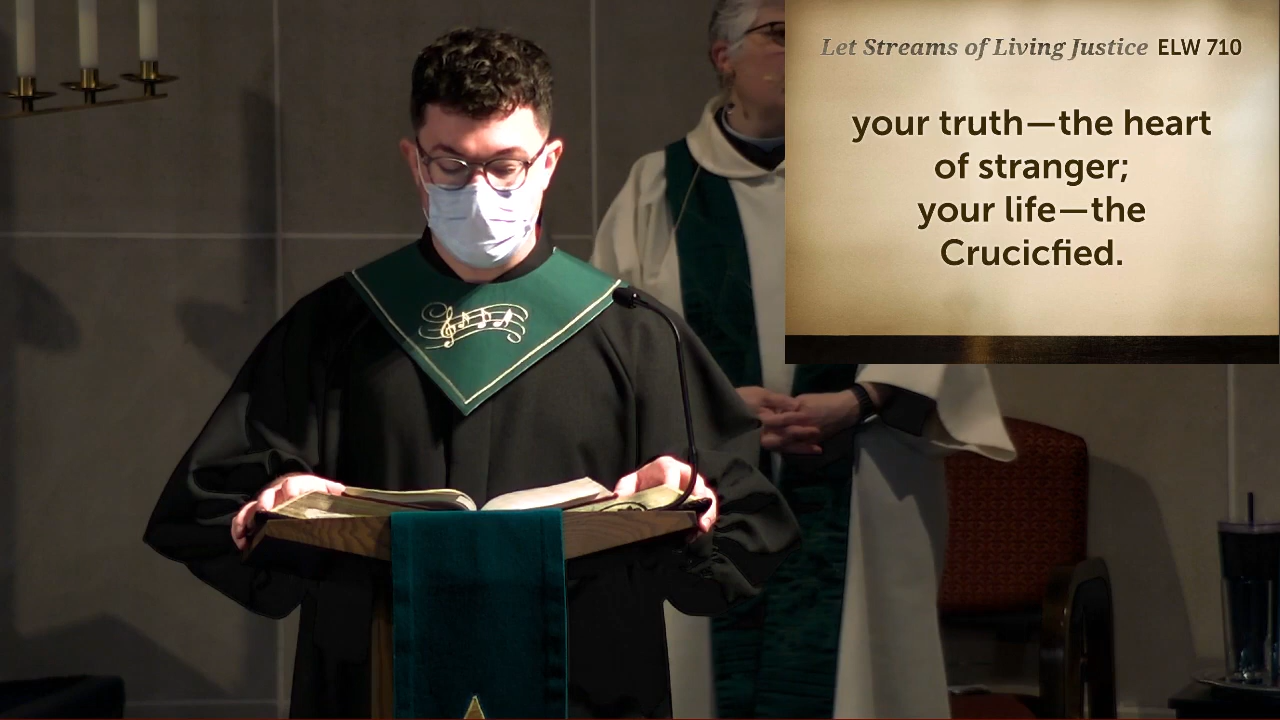 Let Streams of Living Justice ELW 710
your truth—the heart
of stranger;
your life—the
Crucicfied.